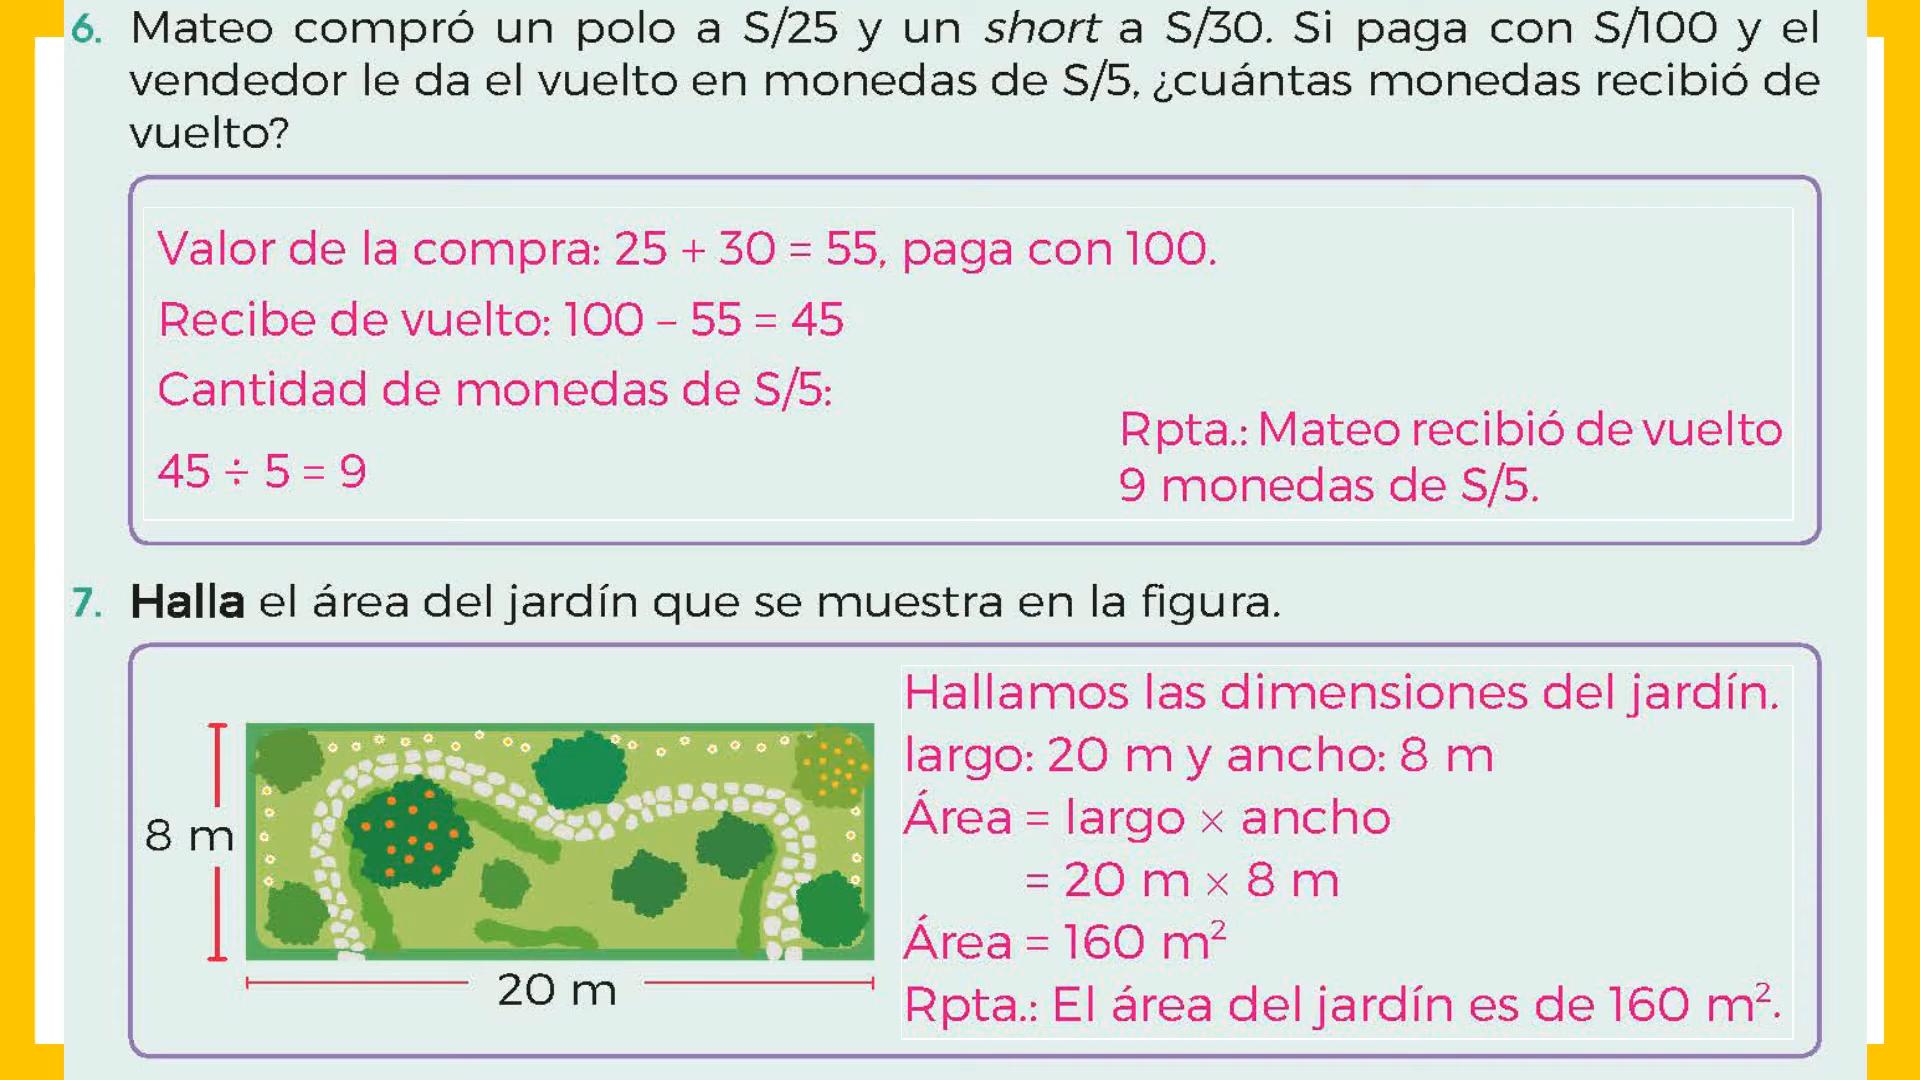 6. Mateo compró un polo a S/25 y un short a S/30. Si paga con S/100 y el
vendedor le da el vuelto en monedas de S/5, ¿cuántas monedas recibió de
vuelto?
Valor de la compra: 25 + 30 = 55, paga con 100.
Recibe de vuelto: 100 – 55 = 45
Cantidad de monedas de S/5:
45 ÷ 5 = 9
Rpta.: Mateo recibió de vuelto
9 monedas de S/5.
7. Halla el área del jardín que se muestra en la figura.
8 m
20 m
Hallamos las dimensiones del jardín.
largo: 20 m y ancho: 8 m
Área = largo × ancho
= 20 m × 8 m
Área = 160 m²
Rpta.: El área del jardín es de 160 m².